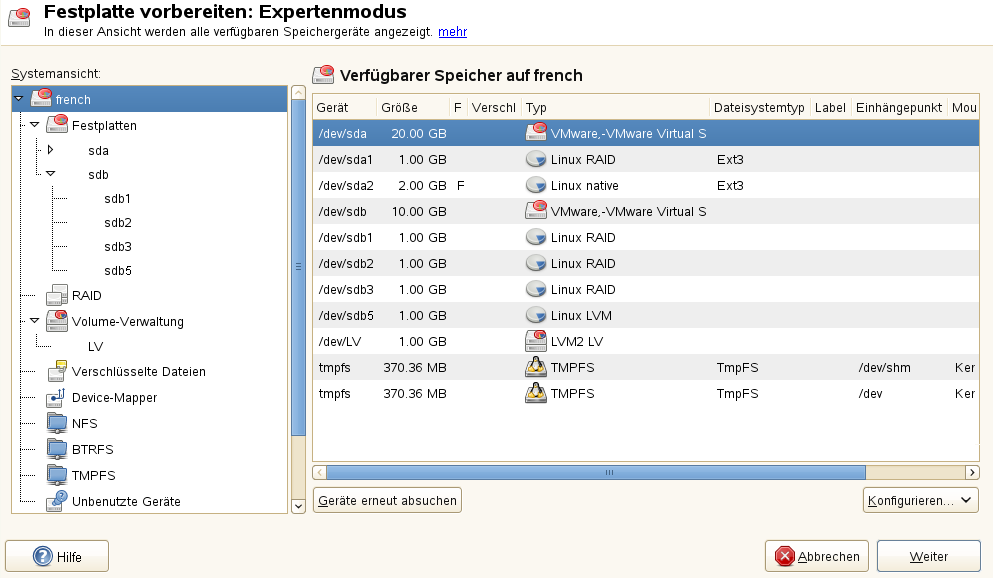 Festplatte vorbereiten: Expertenmodus
In dieser Ansicht werden alle verfügbaren Speichergeräte angezeigt. mehr
Systemansicht:
french
Festplatten
sda
sdb
sdb1
sdb2
sdb3
sdb5
RAID
Volume-Verwaltung
LV
Verschlüsselte Dateien
Device-Mapper
NFS
BTRFS
TMPFS
Unbenutzte Geräte
Verfügbarer Speicher auf french
Gerät Größe F Verschl Typ Dateisystemtyp Label Einhängepunkt Mou
/dev/sda 20.00 GB VMware,-VMware Virtual S
/dev/sda1 1.00 GB Linux RAID Ext3
/dev/sda2 2.00 GB F Linux native Ext3
/dev/sdb 10.00 GB VMware,-VMware Virtual S
/dev/sdb1 1.00 GB Linux RAID
/dev/sdb2 1.00 GB Linux RAID
/dev/sdb3 1.00 GB Linux RAID
/dev/sdb5 1.00 GB Linux LVM
/dev/LV 1.00 GB LVM2 LV
tmpfs 370.36 MB TMPFS TmpFS /dev/shm Ker
tmpfs 370.36 MB TMPFS TmpFS /dev Ker
Geräte erneut absuchen
Konfigurieren...
Hilfe
Abbrechen
Weiter